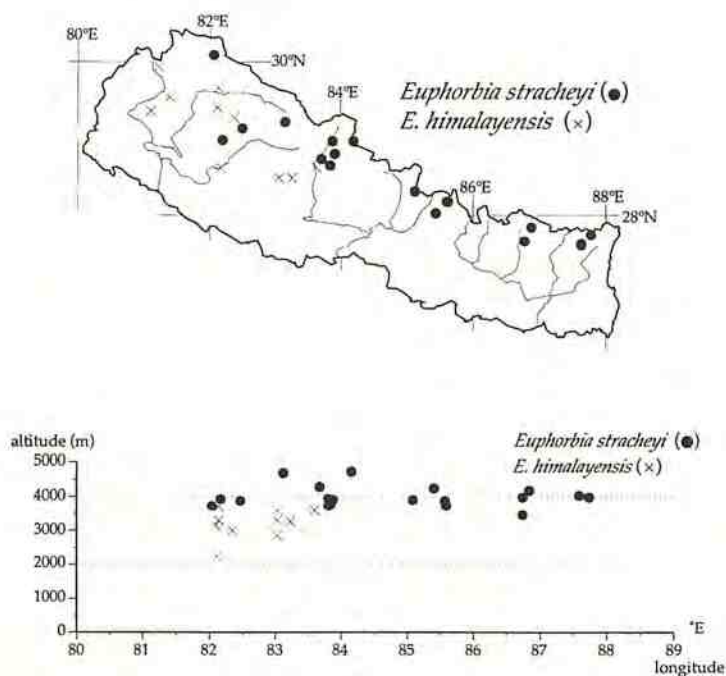 82°E
80°E
30°N
84°E
Euphorbia stracheyi (●)
E. himalayensis (×)
86°E
88°E
28°N
altitude (m)
Euphorbia stracheyi (●)
E. himalayensis (×)
5000
4000
3000
2000
1000
0
°E
80 81 82 83 84 85 86 87 88 89
longitude